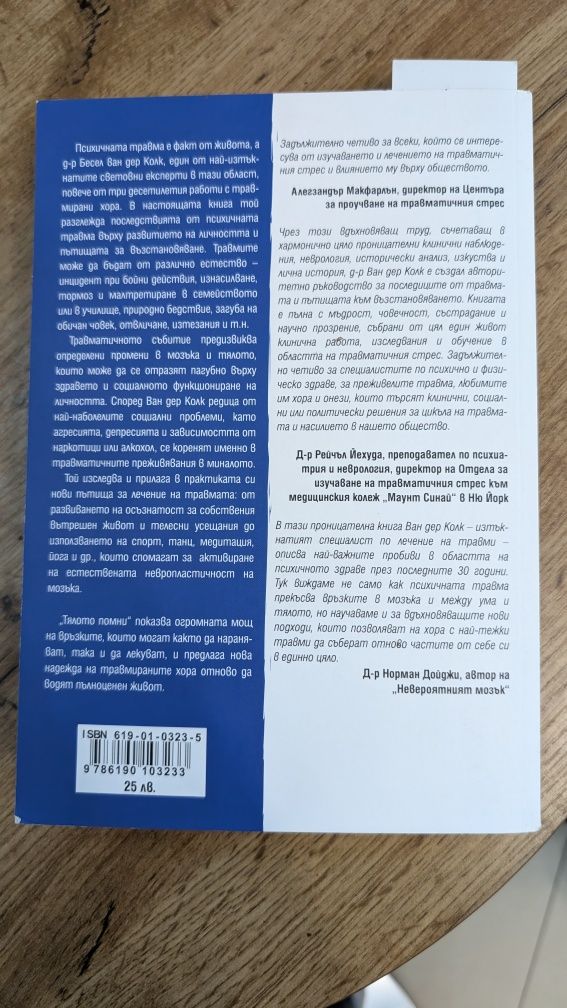 Психичната травма е факт от живота, а
д-р Бесел ван дер Колк, един от най-изтък-
натите световни експерти в тази област,
повече от три десетилетия работи с трав-
мирани хора. В настоящата книга той
разглежда последствията от психичната
травма върху развитието на личността и
пътищата за възстановяване. Травмите
може да бъдат от различно естество –
инцидент при бойни действия, изнасилване,
тормоз и малтретиране в семейството
или в училище, природно бедствие, загуба на
обичан човек, отвличане, изтезания и т.н.
Травматичното събитие предизвиква
определени промени в мозъка и тялото,
които може да се отразят пагубно върху
здравето и социалното функциониране на
личността. Според Ван дер Колк редица от
най-наболелите социални проблеми, като
агресията, депресията и зависимостта от
наркотици или алкохол, се коренят именно в
травматичните преживявания в миналото.
Той изследва и прилага в практиката си
нови пътища за лечение на травмата: от
развиването на осъзнатост за собствения
вътрешен живот и телесни усещания до
използването на спорт, танц, медитация,
йога и др., които спомагат за активиране
на естествената невропластичност на
мозъка.
„Тялото помни“ показва огромната мощ
на връзките, които могат както да нараня-
ват, така и да лекуват, и предлага нова
надежда на травмираните хора отново да
водят пълноценен живот.
ISBN 619-01-0323-5
9 786190 103233
25 лв.
Задължително четиво за всеки, който се интере-
сува от изучаването и лечението на травматич-
ния стрес и влиянието му върху обществото.
Алегзандър Макфарлън, директор на Центъра
за проучване на травматичния стрес
Чрез този вдъхновяващ труд, съчетаващ в
хармонично цяло проницателни клинични наблюде-
ния, неврология, исторически анализ, изкуства и
лична история, д-р Ван дер Колк е създал автори-
тетно ръководство за последиците от травма-
та и пътищата към възстановяването. Книгата
е пълна с мъдрост, човечност, състрадание и
научно прозрение, събрани от цял един живот
клинична работа, изследвания и обучение в
областта на травматичния стрес. Задължител-
но четиво за специалистите по психично и физи-
ческо здраве, за преживелите травма, любимите
им хора и онези, които търсят клинични, социал-
ни или политически решения за цикъла на травма-
та и насилието в нашето общество.
Д-р Рейчъл Йехуда, преподавател по психиа-
трия и неврология, директор на Отдела за
изучаване на травматичния стрес към
медицинския колеж „Маунт Синай“ в Ню Йорк
В тази проницателна книга Ван дер Колк – изтък-
натият специалист по лечение на травми –
описва най-важните пробиви в областта на
психичното здраве през последните 30 години.
Тук виждаме не само как психичната травма
прекъсва връзките в мозъка и между ума и
тялото, но научаваме и за вдъхновяващите нови
подходи, които позволяват на хора с най-тежки
травми да съберат отново частите от себе си
в единно цяло.
Д-р Норман Дойджи, автор на
„Невероятният мозък“